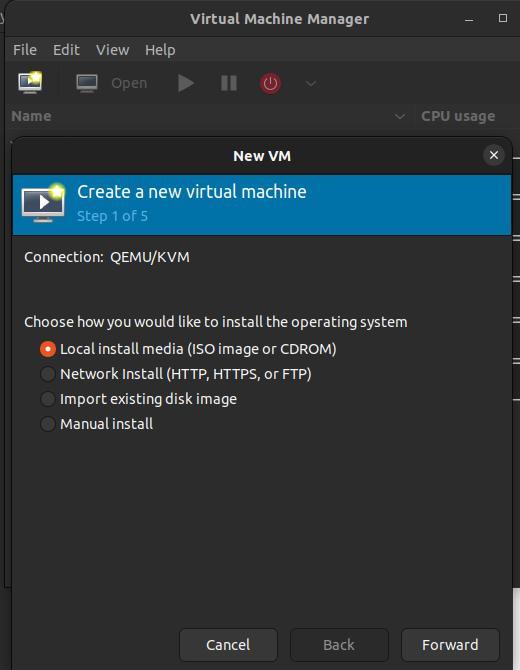 Virtual Machine Manager
File Edit View Help
Open
Name CPU usage
New VM
Create a new virtual machine
Step 1 of 5
Connection: QEMU/KVM
Choose how you would like to install the operating system
Local install media (ISO image or CDROM)
Network Install (HTTP, HTTPS, or FTP)
Import existing disk image
Manual install
Cancel Back Forward